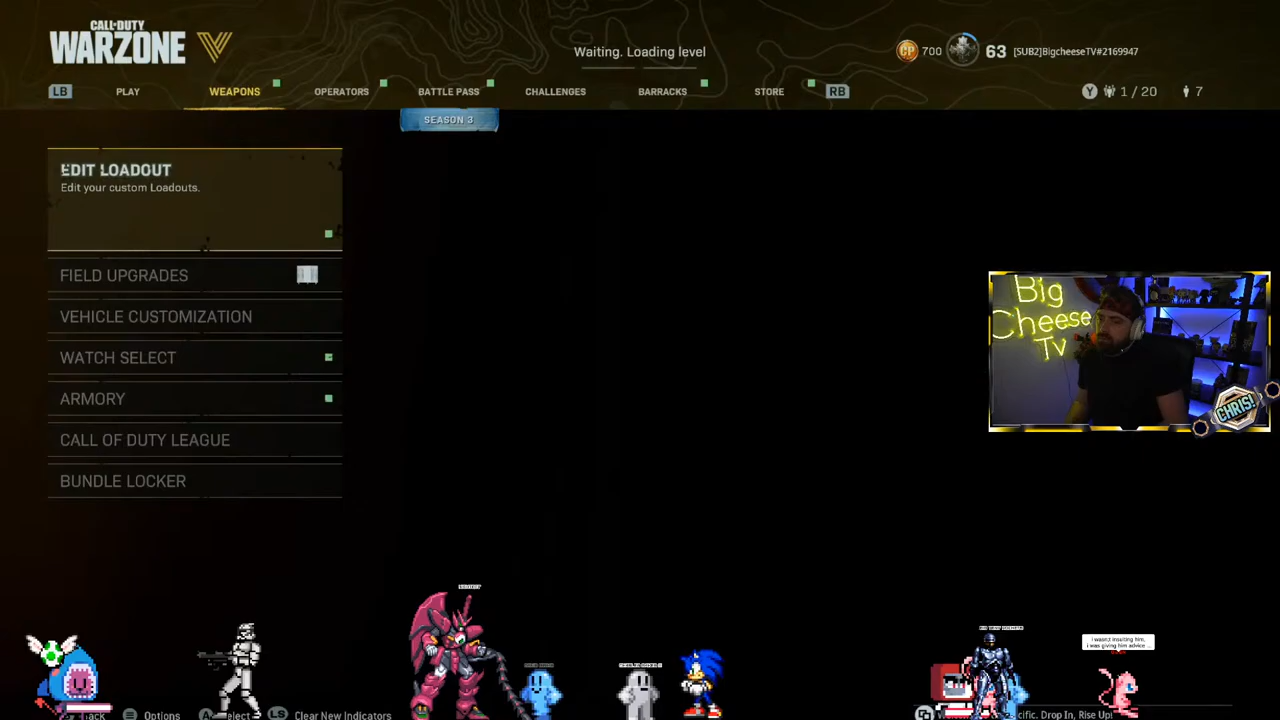 CALL OF DUTY
WARZONE
Waiting. Loading level
CP 700
63
[SUB2]BigcheeseTV#2169947
LB
PLAY
WEAPONS
OPERATORS
BATTLE PASS
CHALLENGES
BARRACKS
STORE
RB
Y
1 / 20
7
SEASON 3
EDIT LOADOUT
Edit your custom Loadouts.
FIELD UPGRADES
VEHICLE CUSTOMIZATION
WATCH SELECT
ARMORY
CALL OF DUTY LEAGUE
BUNDLE LOCKER
Big
Cheese
Tv
CHRIS!
i wasnt insulting him,
i was giving him advice ...
Options
LS
Clear New Indicators
Drop In, Rise Up!